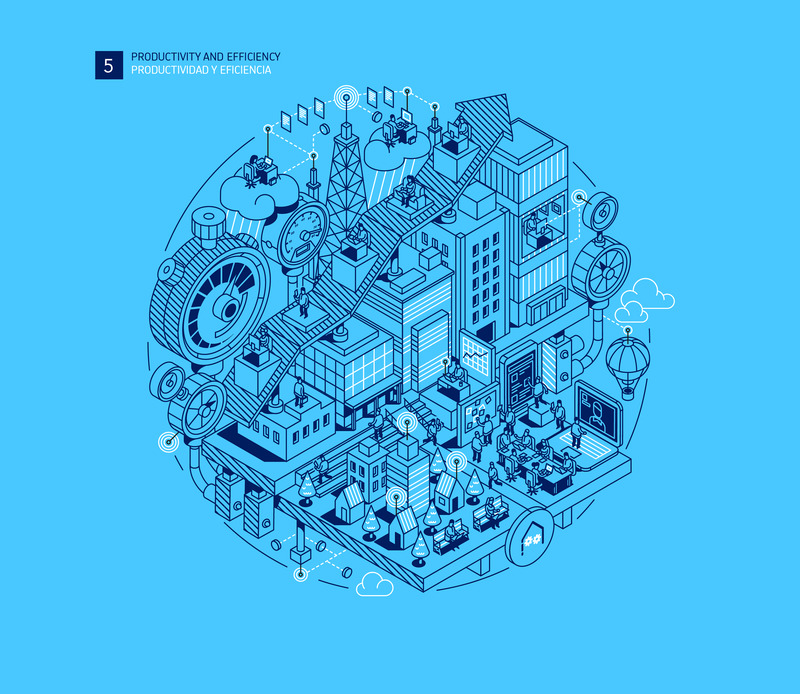 5
PRODUCTIVITY AND EFFICIENCY
PRODUCTIVIDAD Y EFICIENCIA